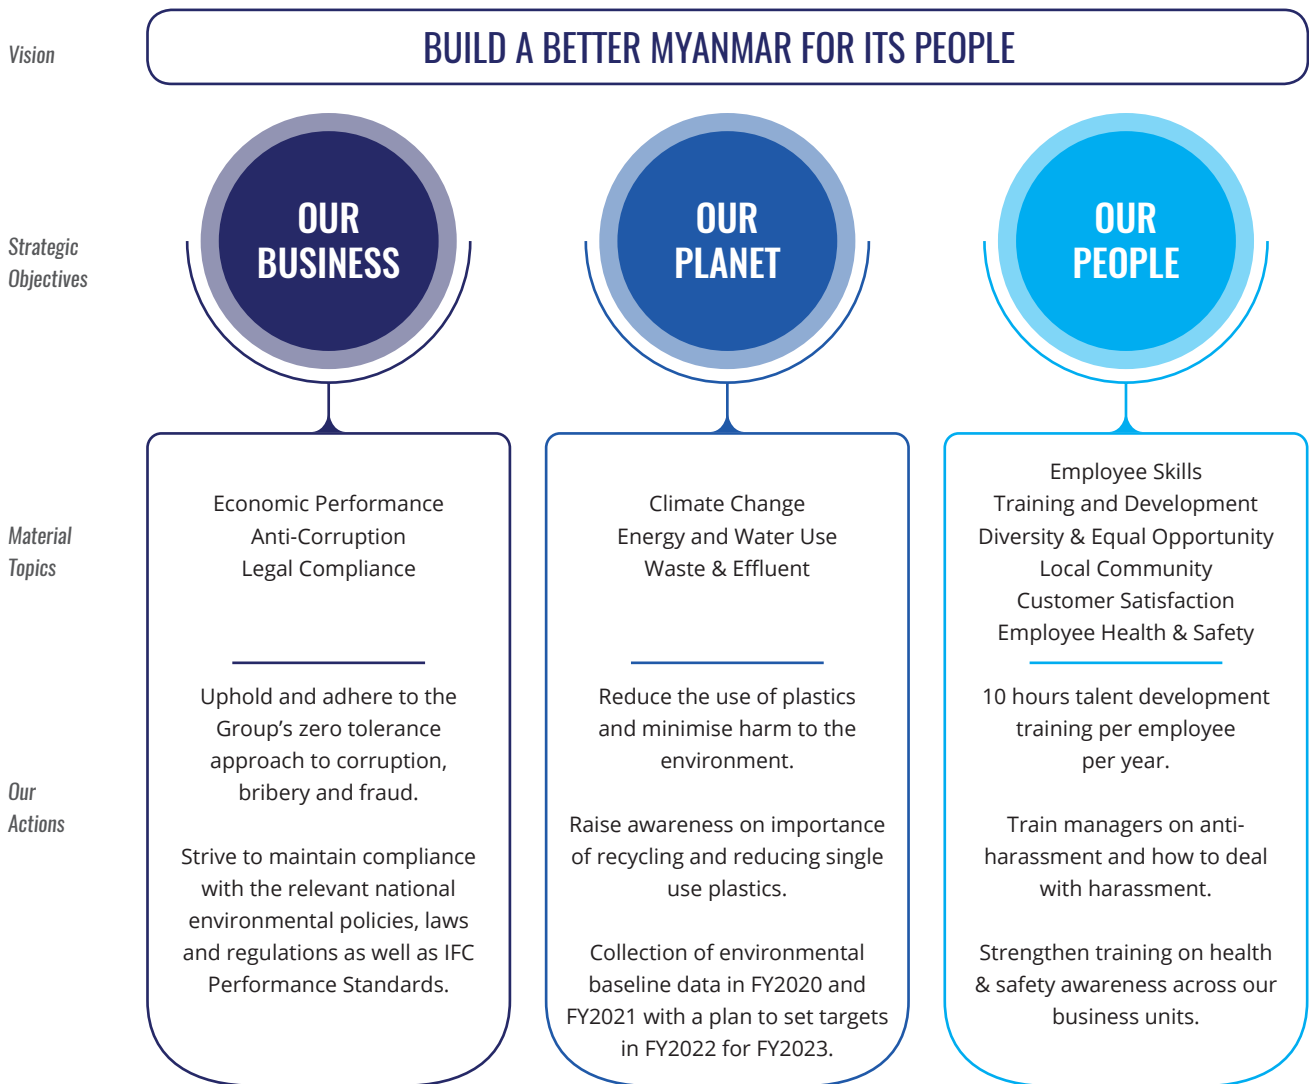 Vision
BUILD A BETTER MYANMAR FOR ITS PEOPLE
Strategic
Objectives
OUR
BUSINESS
OUR
PLANET
OUR
PEOPLE
Material
Topics
Economic Performance
Anti-Corruption
Legal Compliance
Climate Change
Energy and Water Use
Waste & Effluent
Employee Skills
Training and Development
Diversity & Equal Opportunity
Local Community
Customer Satisfaction
Employee Health & Safety
Our
Actions
Uphold and adhere to the
Group’s zero tolerance
approach to corruption,
bribery and fraud.
Strive to maintain compliance
with the relevant national
environmental policies, laws
and regulations as well as IFC
Performance Standards.
Reduce the use of plastics
and minimise harm to the
environment.
Raise awareness on importance
of recycling and reducing single
use plastics.
Collection of environmental
baseline data in FY2020 and
FY2021 with a plan to set targets
in FY2022 for FY2023.
10 hours talent development
training per employee
per year.
Train managers on anti-
harassment and how to deal
with harassment.
Strengthen training on health
& safety awareness across our
business units.